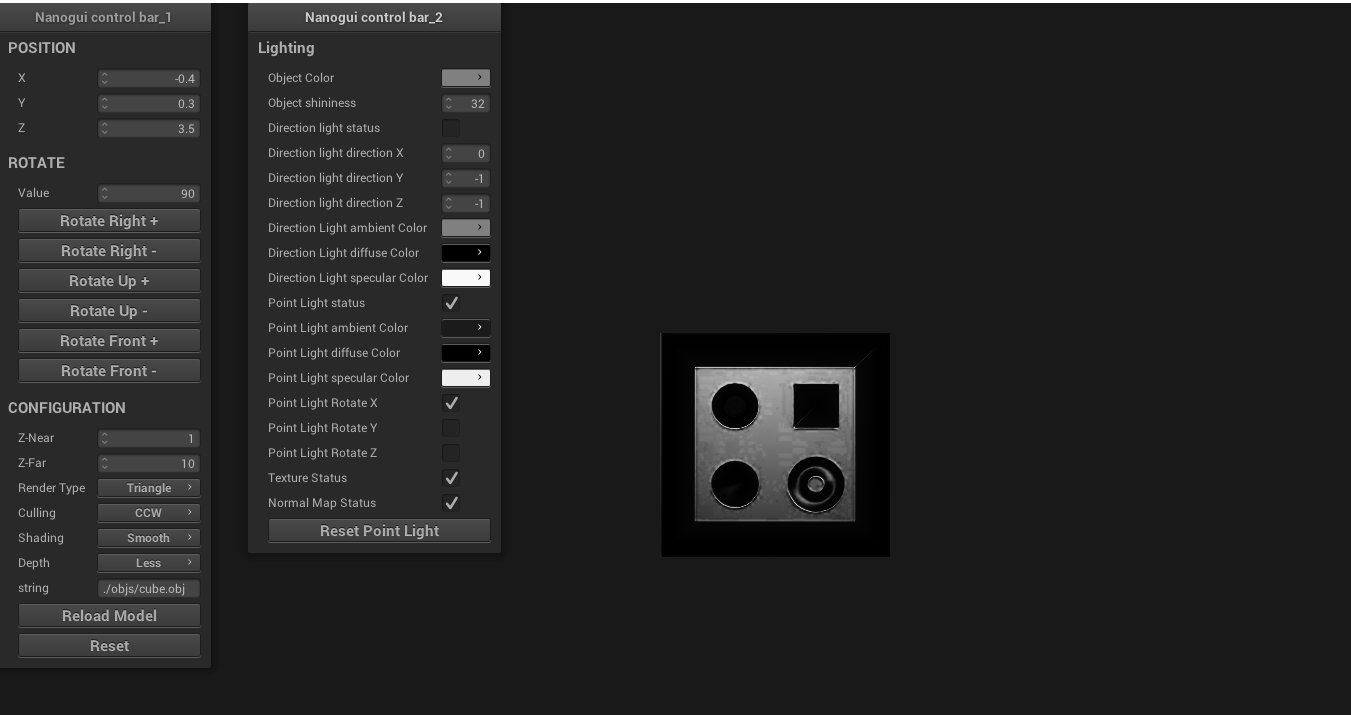 Nanogui control bar_1
POSITION
X -0.4
Y 0.3
Z 3.5
ROTATE
Value 90
Rotate Right +
Rotate Right -
Rotate Up +
Rotate Up -
Rotate Front +
Rotate Front -
CONFIGURATION
Z-Near 1
Z-Far 10
Render Type Triangle
Culling CCW
Shading Smooth
Depth Less
string ./objs/cube.obj
Reload Model
Reset
Nanogui control bar_2
Lighting
Object Color
Object shininess 32
Direction light status
Direction light direction X 0
Direction light direction Y -1
Direction light direction Z -1
Direction Light ambient Color
Direction Light diffuse Color
Direction Light specular Color
Point Light status
Point Light ambient Color
Point Light diffuse Color
Point Light specular Color
Point Light Rotate X
Point Light Rotate Y
Point Light Rotate Z
Texture Status
Normal Map Status
Reset Point Light